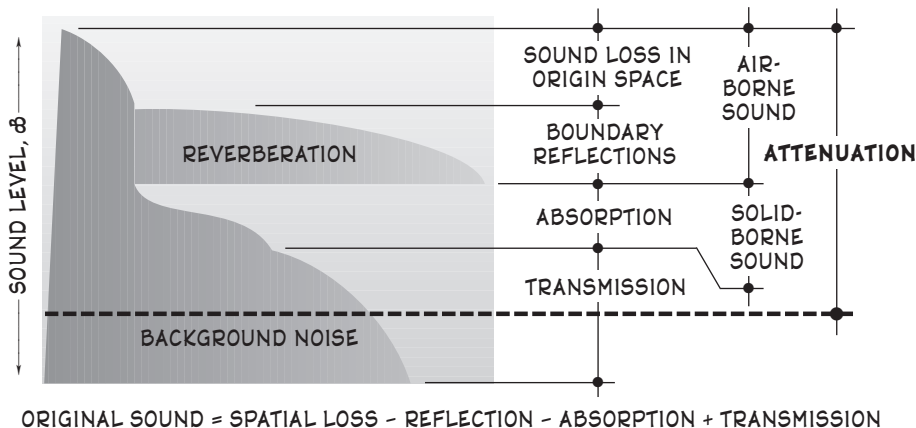 SOUND LEVEL, dB
REVERBERATION
BACKGROUND NOISE
SOUND LOSS IN
ORIGIN SPACE
BOUNDARY
REFLECTIONS
ABSORPTION
TRANSMISSION
AIR-
BORNE
SOUND
SOLID-
BORNE
SOUND
ATTENUATION
ORIGINAL SOUND = SPATIAL LOSS – REFLECTION – ABSORPTION + TRANSMISSION